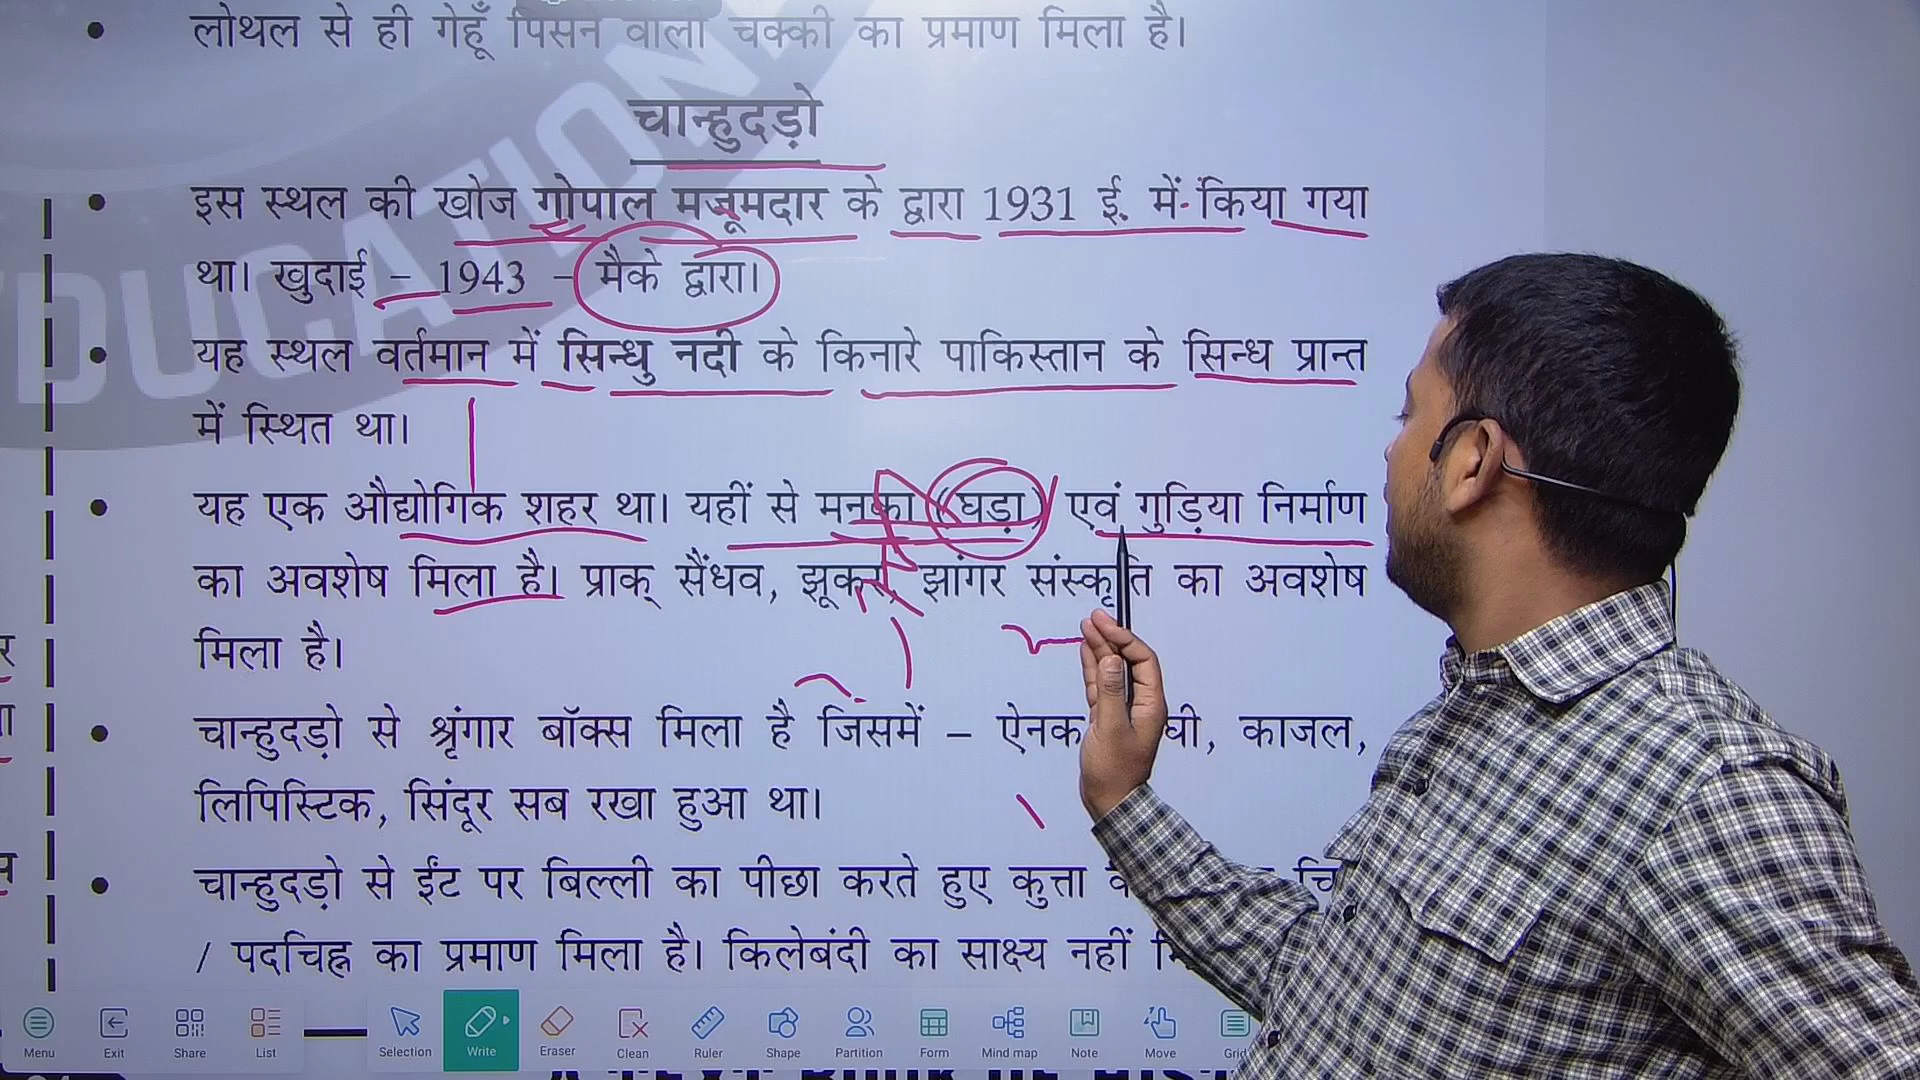 लोथल से ही गेहूँ पिसने वाली चक्की का प्रमाण मिला है।
चान्हुदड़ो
इस स्थल की खोज गोपाल मजूमदार के द्वारा 1931 ई. में किया गया
था। खुदाई – 1943 – मैके द्वारा।
यह स्थल वर्तमान में सिन्धु नदी के किनारे पाकिस्तान के सिन्ध प्रान्त
में स्थित था।
यह एक औद्योगिक शहर था। यहीं से मनका (घड़ा) एवं गुड़िया निर्माण
का अवशेष मिला है। प्राक् सैंधव, झूकर, झांगर संस्कृति का अवशेष
मिला है।
चान्हुदड़ो से श्रृंगार बॉक्स मिला है जिसमें – ऐनक काजल,
लिपिस्टिक, सिंदूर सब रखा हुआ था।
चान्हुदड़ो से ईंट पर बिल्ली का पीछा करते हुए कुत्ता
/ पदचिह्न का प्रमाण मिला है। किलेबंदी का साक्ष्य नहीं
EDUCATION
Menu Exit Share List Selection Write Eraser Clean Ruler Shape Partition Form Mind map Note Move Grid